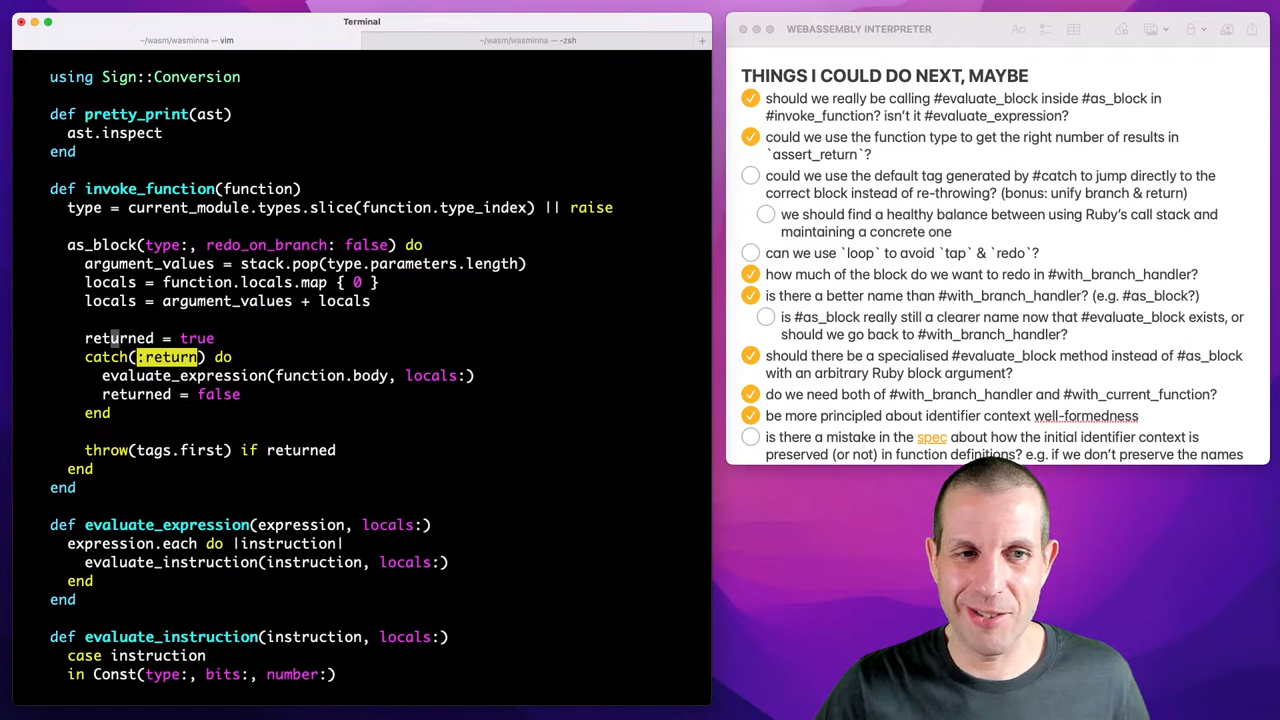 Terminal
~/wasm/wasminna — vim
~/wasm/wasminna — -zsh
+
using Sign::Conversion
def pretty_print(ast)
ast.inspect
end
def invoke_function(function)
type = current_module.types.slice(function.type_index) || raise
as_block(type:, redo_on_branch: false) do
argument_values = stack.pop(type.parameters.length)
locals = function.locals.map { 0 }
locals = argument_values + locals
returned = true
catch(:return) do
evaluate_expression(function.body, locals:)
returned = false
end
throw(tags.first) if returned
end
end
def evaluate_expression(expression, locals:)
expression.each do |instruction|
evaluate_instruction(instruction, locals:)
end
end
def evaluate_instruction(instruction, locals:)
case instruction
in Const(type:, bits:, number:)
WEBASSEMBLY INTERPRETER
Aa
THINGS I COULD DO NEXT, MAYBE
should we really be calling #evaluate_block inside #as_block in
#invoke_function? isn't it #evaluate_expression?
could we use the function type to get the right number of results in
`assert_return`?
could we use the default tag generated by #catch to jump directly to the
correct block instead of re-throwing? (bonus: unify branch & return)
we should find a healthy balance between using Ruby's call stack and
maintaining a concrete one
can we use `loop` to avoid `tap` & `redo`?
how much of the block do we want to redo in #with_branch_handler?
is there a better name than #with_branch_handler? (e.g. #as_block?)
is #as_block really still a clearer name now that #evaluate_block exists, or
should we go back to #with_branch_handler?
should there be a specialised #evaluate_block method instead of #as_block
with an arbitrary Ruby block argument?
do we need both of #with_branch_handler and #with_current_function?
be more principled about identifier context well-formedness
is there a mistake in the spec about how the initial identifier context is
preserved (or not) in function definitions? e.g. if we don't preserve the names